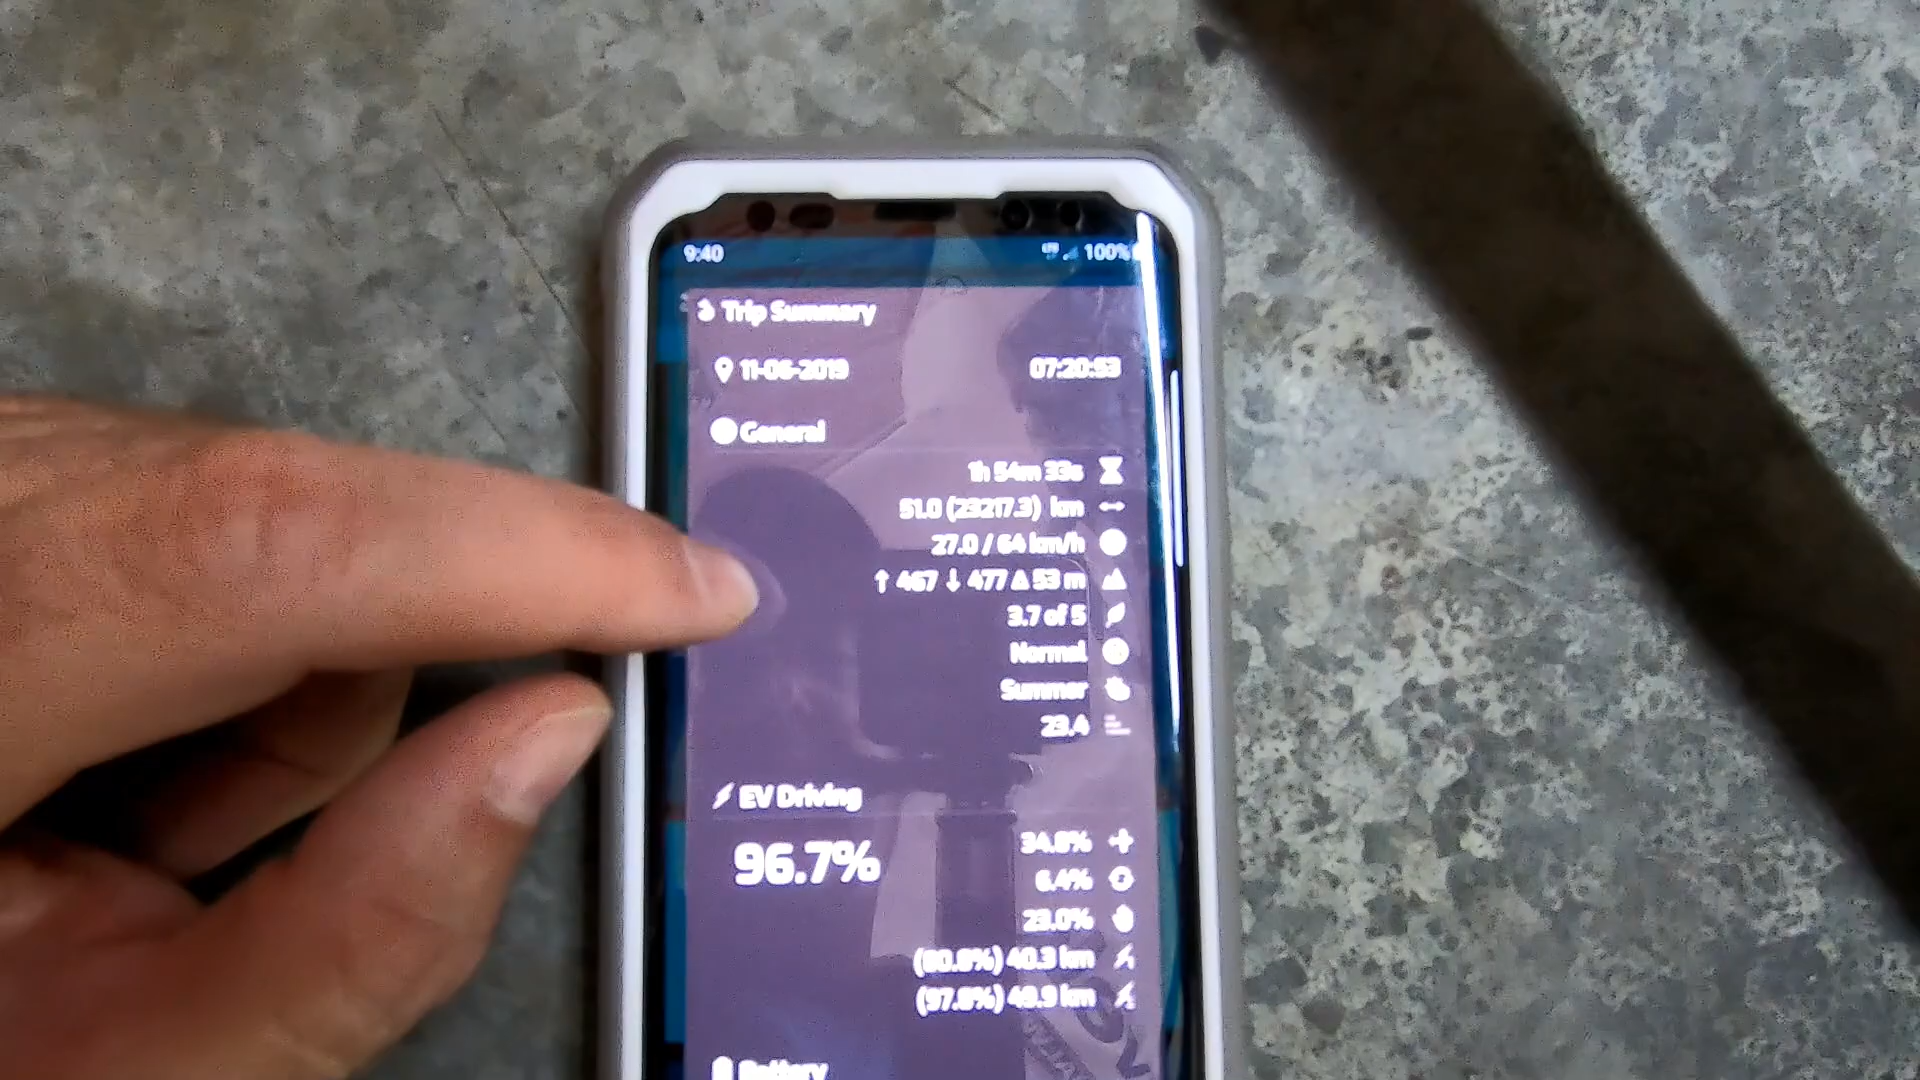 9:40 100%
Trip Summary
11-06-2019 07:20:53
General
1h 54m 33s
51.0 (23217.3) km
27.0 / 64 km/h
↑ 467 ↓ 477 Δ 53 m
3.7 of 5
Normal
Summer
23.4
EV Driving
96.7%
34.8%
6.4%
23.0%
40.3 km
49.9 km
Battery